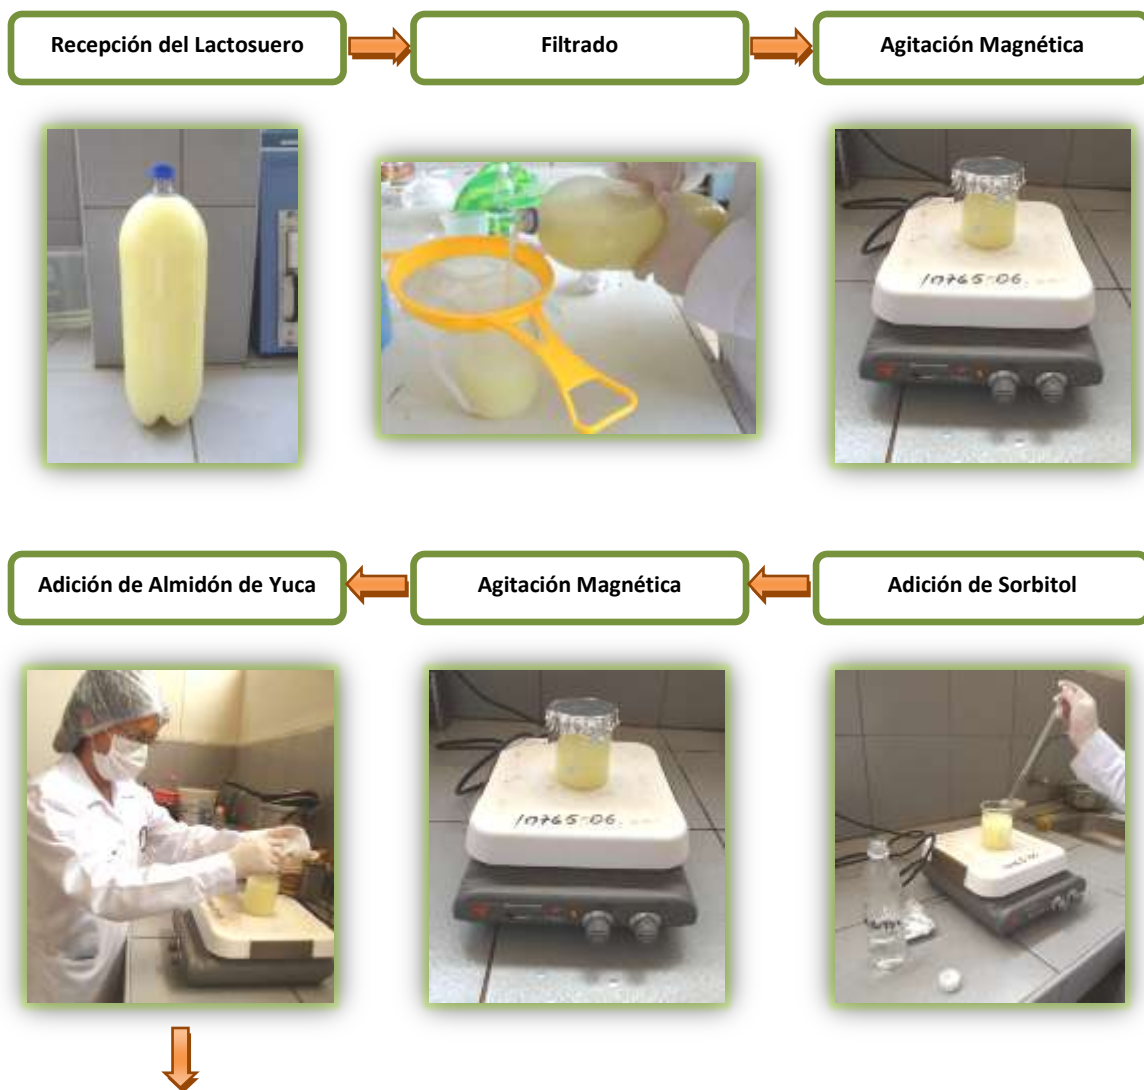 Recepción del Lactosuero
Filtrado
Agitación Magnética
10765-06
Adición de Almidón de Yuca
Agitación Magnética
Adición de Sorbitol
10765-06